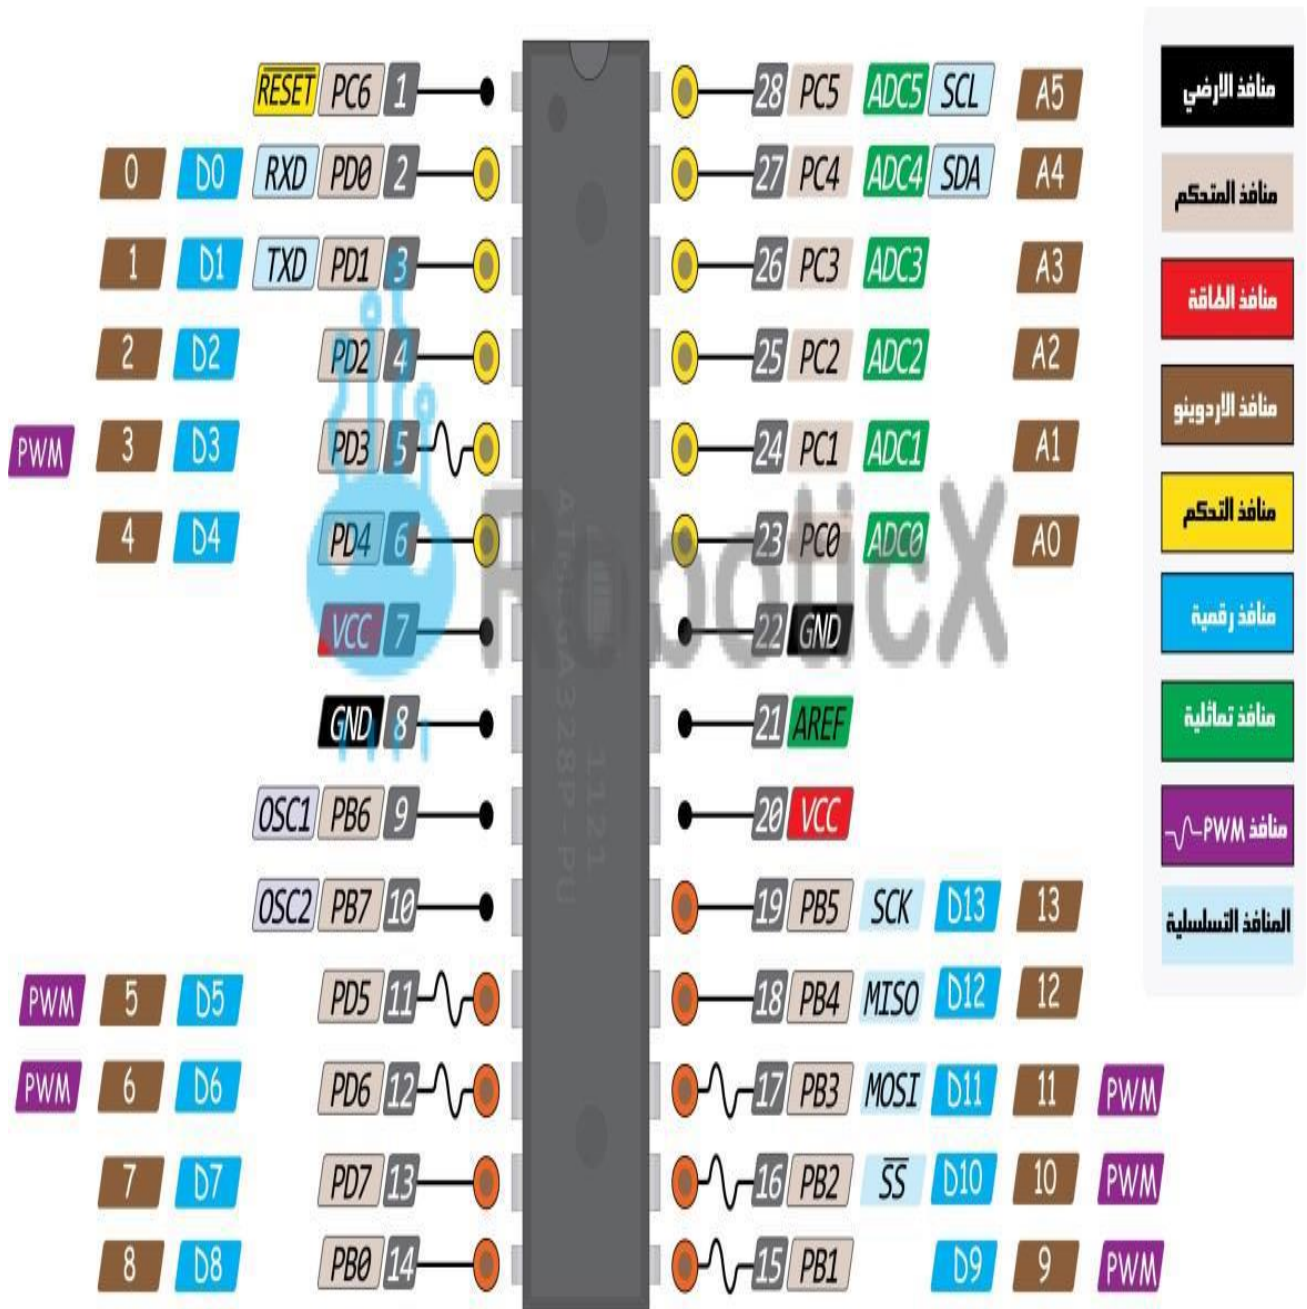 RESET PC6 1
0 D0 RXD PD0 2
1 D1 TXD PD1 3
2 D2 PD2 4
PWM 3 D3 PD3 5
4 D4 PD4 6
VCC 7
GND 8
OSC1 PB6 9
OSC2 PB7 10
PWM 5 D5 PD5 11
PWM 6 D6 PD6 12
7 D7 PD7 13
8 D8 PB0 14
ATMEGA328P-PU
1121
RoboticX
28 PC5 ADC5 SCL A5
27 PC4 ADC4 SDA A4
26 PC3 ADC3 A3
25 PC2 ADC2 A2
24 PC1 ADC1 A1
23 PC0 ADC0 A0
22 GND
21 AREF
20 VCC
19 PB5 SCK D13 13
18 PB4 MISO D12 12
17 PB3 MOSI D11 11 PWM
16 PB2 SS D10 10 PWM
15 PB1 D9 9 PWM
منافذ الارضي
منافذ المتحكم
منافذ الطاقة
منافذ الاردوينو
منافذ التحكم
منافذ رقمية
منافذ تماثلية
منافذ PWM
المنافذ التسلسلية